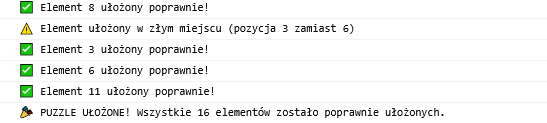 ✅ Element 8 ułożony poprawnie!
⚠️ Element ułożony w złym miejscu (pozycja 3 zamiast 6)
✅ Element 3 ułożony poprawnie!
✅ Element 6 ułożony poprawnie!
✅ Element 11 ułożony poprawnie!
🎉 PUZZLE UŁOŻONE! Wszystkie 16 elementów zostało poprawnie ułożonych.